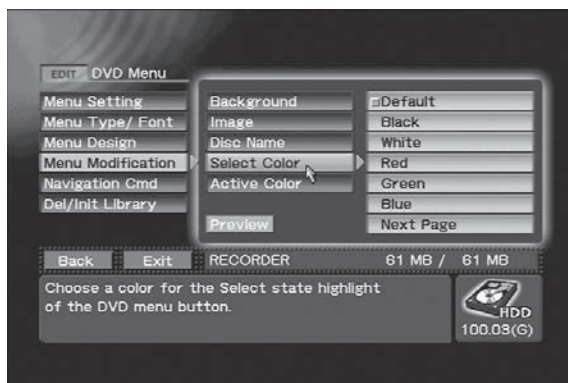 EDIT DVD Menu
Menu Setting
Menu Type/ Font
Menu Design
Menu Modification
Navigation Cmd
Del/Init Library
Background
Image
Disc Name
Select Color
Active Color
Preview
Default
Black
White
Red
Green
Blue
Next Page
Back Exit RECORDER 61 MB / 61 MB
Choose a color for the Select state highlight
of the DVD menu button.
HDD
100.03(G)